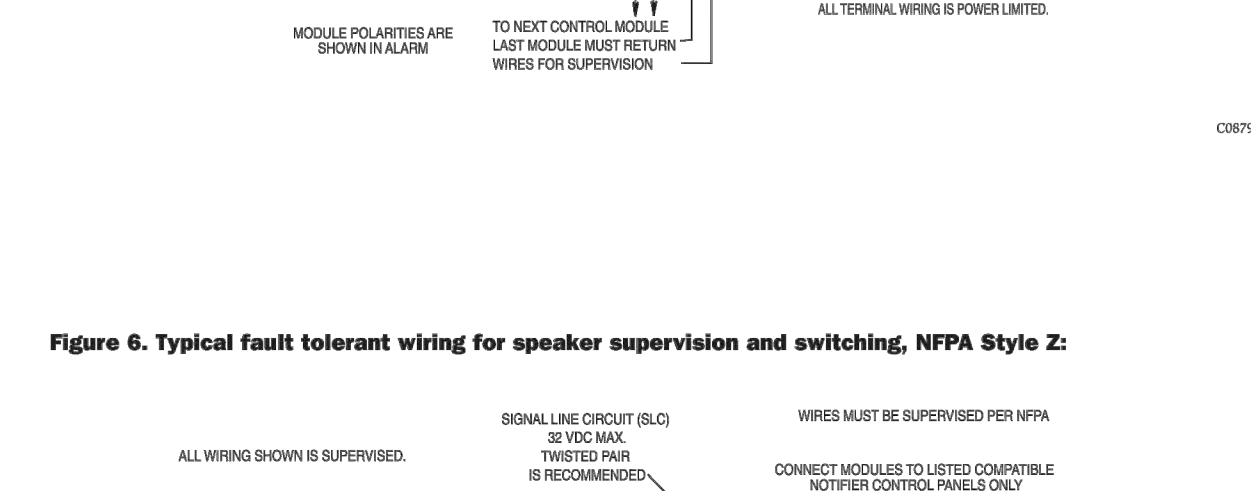 ALL TERMINAL WIRING IS POWER LIMITED.
MODULE POLARITIES ARE
SHOWN IN ALARM
TO NEXT CONTROL MODULE
LAST MODULE MUST RETURN
WIRES FOR SUPERVISION
C0879
Figure 6. Typical fault tolerant wiring for speaker supervision and switching, NFPA Style Z:
SIGNAL LINE CIRCUIT (SLC)
32 VDC MAX.
TWISTED PAIR
IS RECOMMENDED
ALL WIRING SHOWN IS SUPERVISED.
WIRES MUST BE SUPERVISED PER NFPA
CONNECT MODULES TO LISTED COMPATIBLE
NOTIFIER CONTROL PANELS ONLY